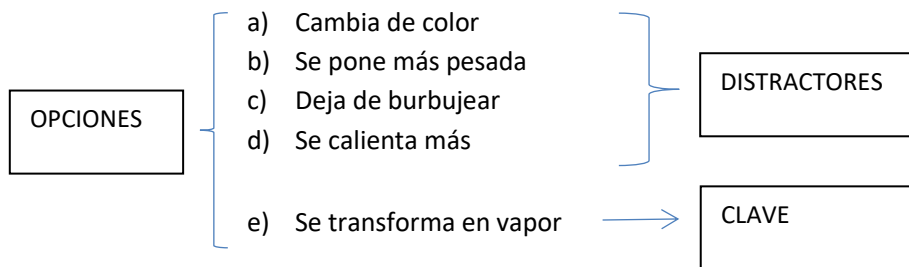 OPCIONES
a) Cambia de color
b) Se pone más pesada
c) Deja de burbujear
d) Se calienta más
e) Se transforma en vapor
DISTRACTORES
CLAVE